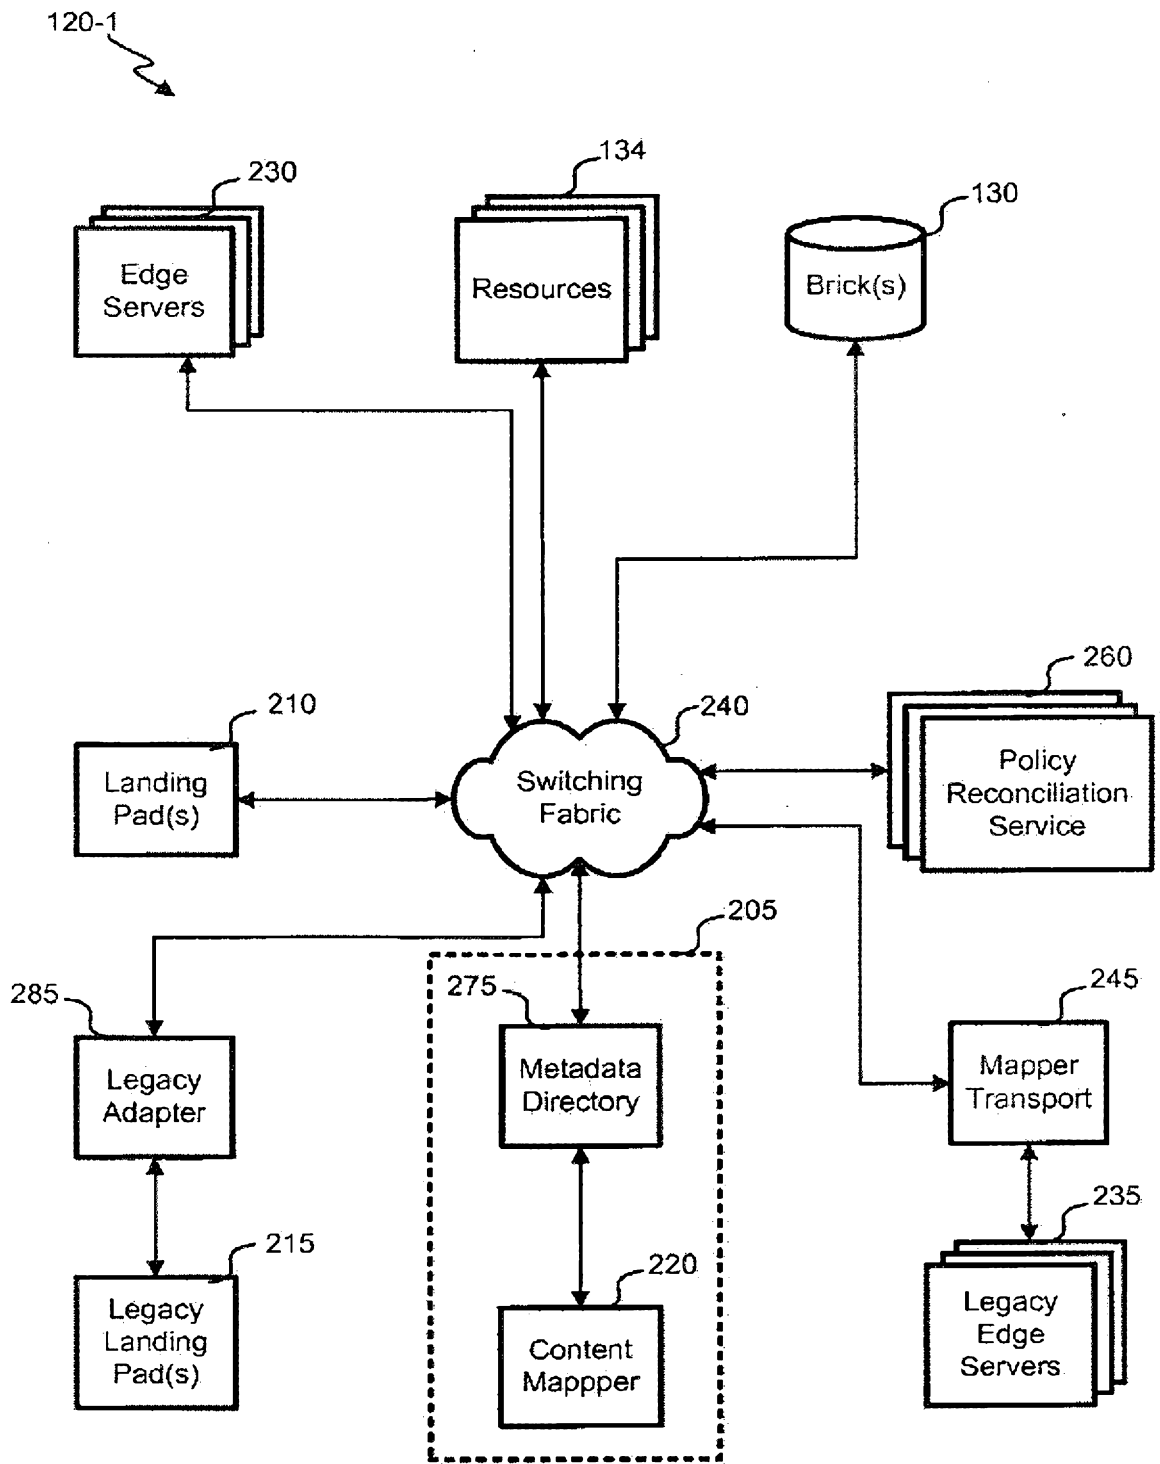 120-1
230
134
130
Edge
Servers
Resources
Brick(s)
260
210
240
Landing
Pad(s)
Switching
Fabric
Policy
Reconciliation
Service
205
285
275
245
Legacy
Adapter
Metadata
Directory
Mapper
Transport
215
220
235
Legacy
Landing
Pad(s)
Content
Mappper
Legacy
Edge
Servers